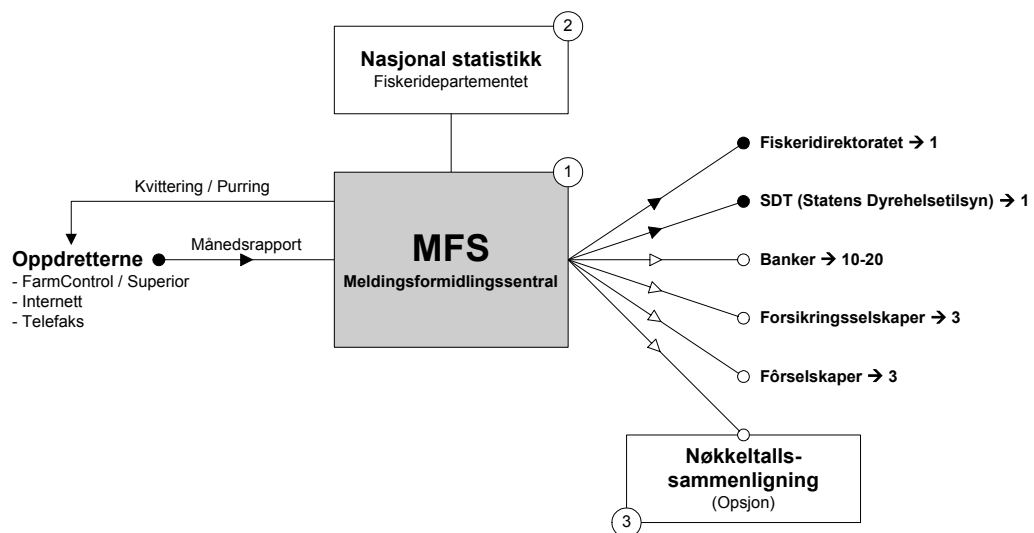 2
Nasjonal statistikk
Fiskeridepartementet
Fiskeridirektoratet → 1
1
Kvittering / Purring
SDT (Statens Dyrehelsetilsyn) → 1
MFS
Meldingsformidlingssentral
Månedsrapport
Oppdretterne
- FarmControl / Superior
- Internett
- Telefaks
Banker → 10-20
Forsikringsselskaper → 3
Fôrselskaper → 3
Nøkkeltalls-
sammenligning
(Opsjon)
3